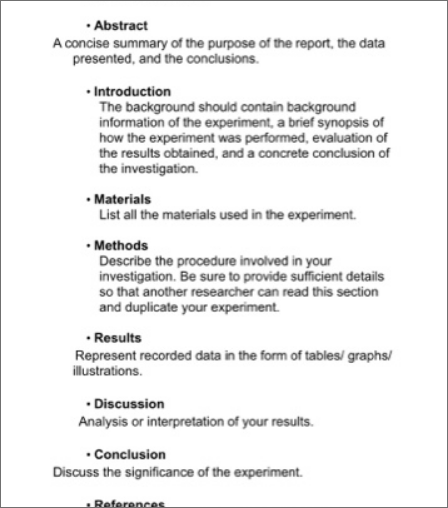 • Abstract
A concise summary of the purpose of the report, the data
presented, and the conclusions.
• Introduction
The background should contain background
information of the experiment, a brief synopsis of
how the experiment was performed, evaluation of
the results obtained, and a concrete conclusion of
the investigation.
• Materials
List all the materials used in the experiment.
• Methods
Describe the procedure involved in your
investigation. Be sure to provide sufficient details
so that another researcher can read this section
and duplicate your experiment.
• Results
Represent recorded data in the form of tables/ graphs/
illustrations.
• Discussion
Analysis or interpretation of your results.
• Conclusion
Discuss the significance of the experiment.
• References